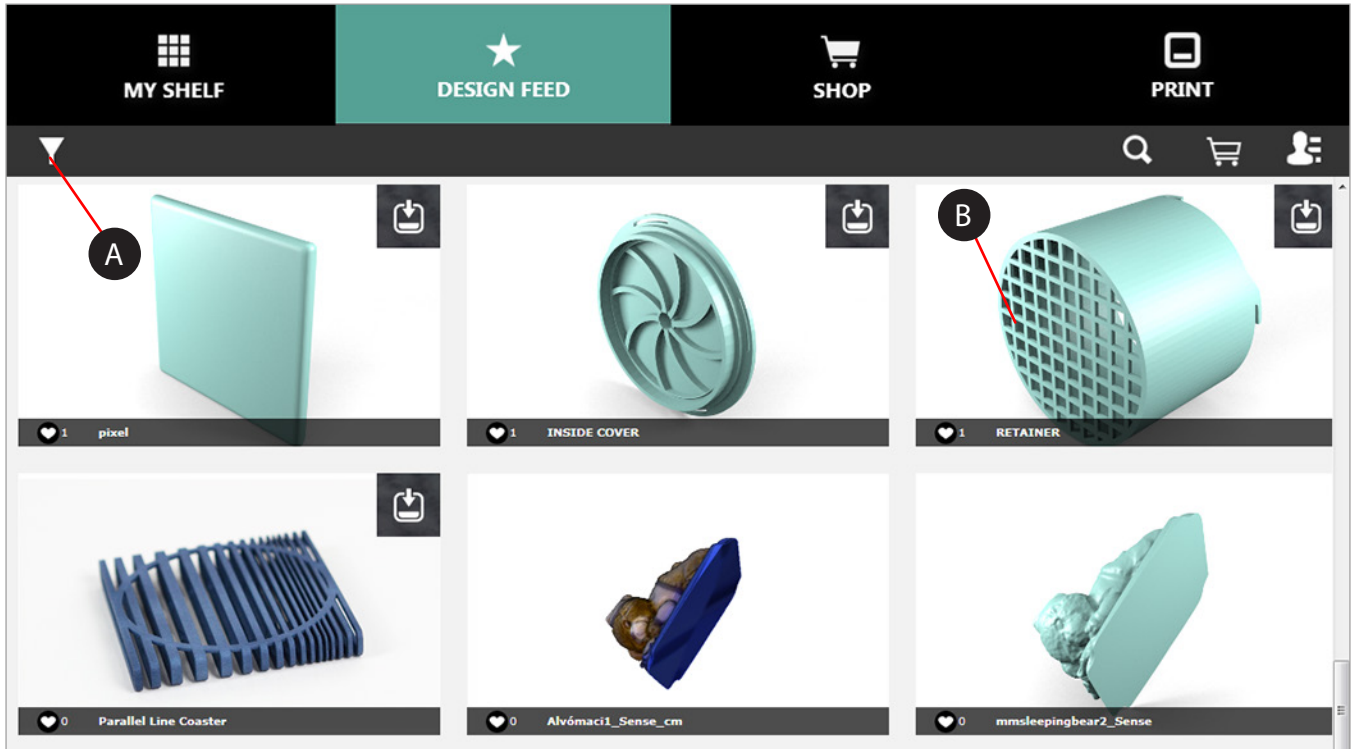 MY SHELF
DESIGN FEED
SHOP
PRINT
A
B
1 pixel
1 INSIDE COVER
1 RETAINER
0 Parallel Line Coaster
0 Alvómaci1_Sense_cm
0 mmsleepingbear2_Sense